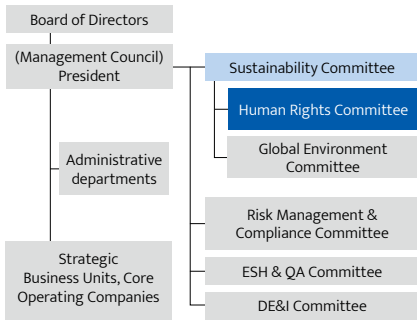 Board of Directors
(Management Council)
President
Sustainability Committee
Human Rights Committee
Global Environment
Committee
Administrative
departments
Risk Management &
Compliance Committee
Strategic
Business Units, Core
Operating Companies
ESH & QA Committee
DE&I Committee